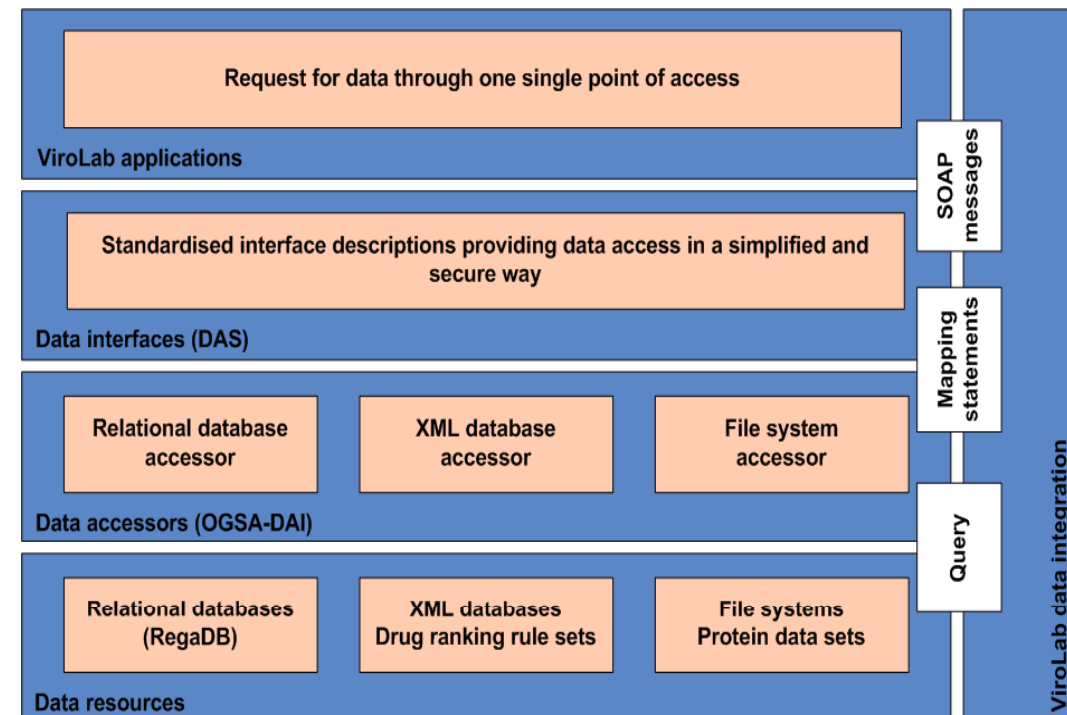 Request for data through one single point of access
ViroLab applications
SOAP
messages
Standardised interface descriptions providing data access in a simplified and
secure way
Data interfaces (DAS)
Mapping
statements
Relational database
accessor
XML database
accessor
File system
accessor
Data accessors (OGSA-DAI)
Query
Relational databases
(RegaDB)
XML databases
Drug ranking rule sets
File systems
Protein data sets
Data resources
ViroLab data integration